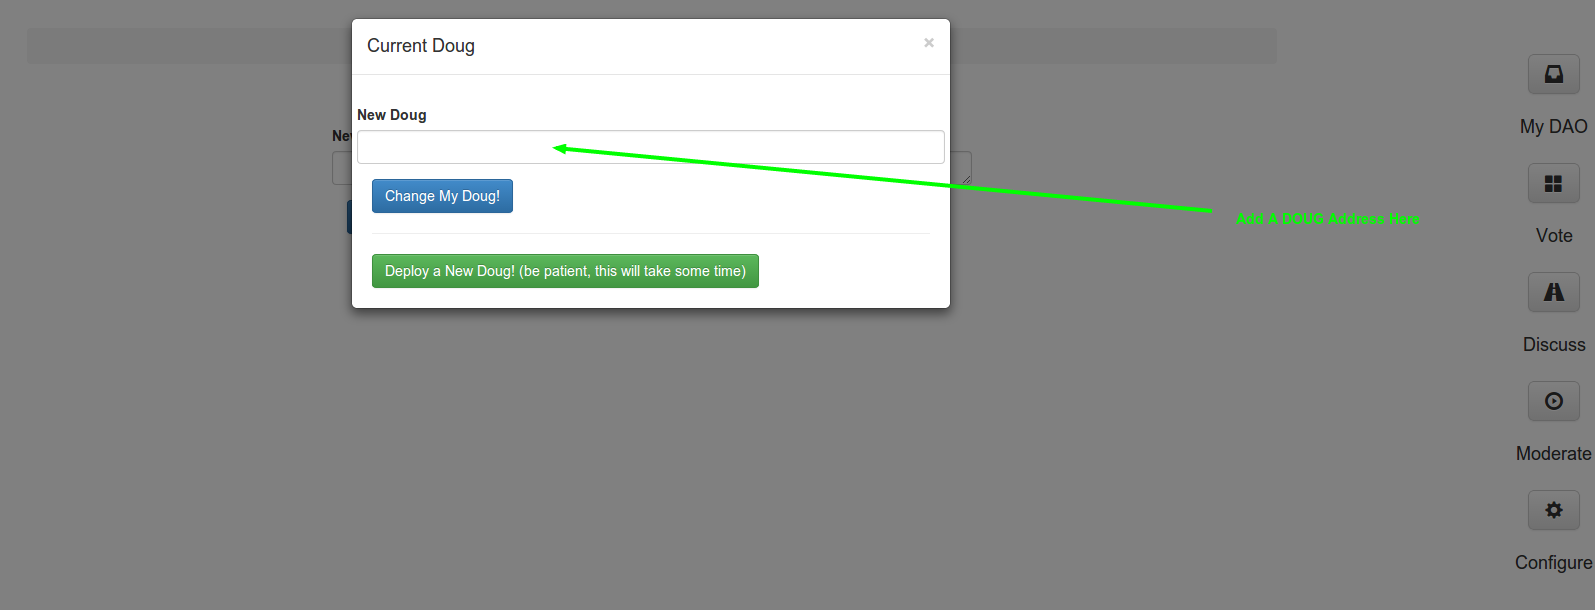 Current Doug
×
New Doug
Change My Doug!
Deploy a New Doug! (be patient, this will take some time)
Add A DOUG Address Here
My DAO
Vote
Discuss
Moderate
Configure